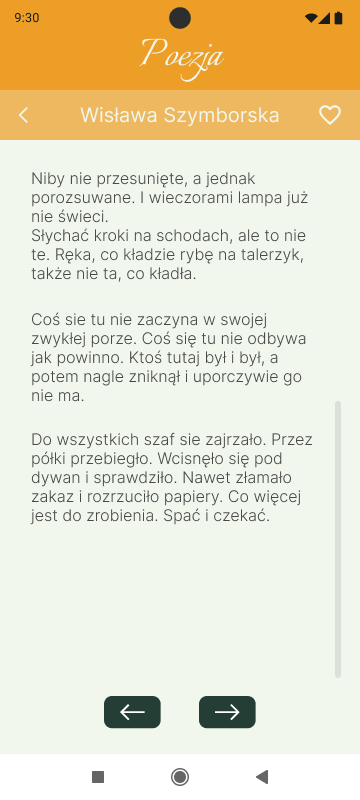 9:30
Poezja
Wisława Szymborska
Niby nie przesunięte, a jednak
porozsuwane. I wieczorami lampa już
nie świeci.
Słychać kroki na schodach, ale to nie
te. Ręka, co kładzie rybę na talerzyk,
także nie ta, co kładła.
Coś sie tu nie zaczyna w swojej
zwykłej porze. Coś się tu nie odbywa
jak powinno. Ktoś tutaj był i był, a
potem nagle zniknął i uporczywie go
nie ma.
Do wszystkich szaf sie zajrzało. Przez
półki przebiegło. Wcisnęło się pod
dywan i sprawdziło. Nawet złamało
zakaz i rozrzuciło papiery. Co więcej
jest do zrobienia. Spać i czekać.